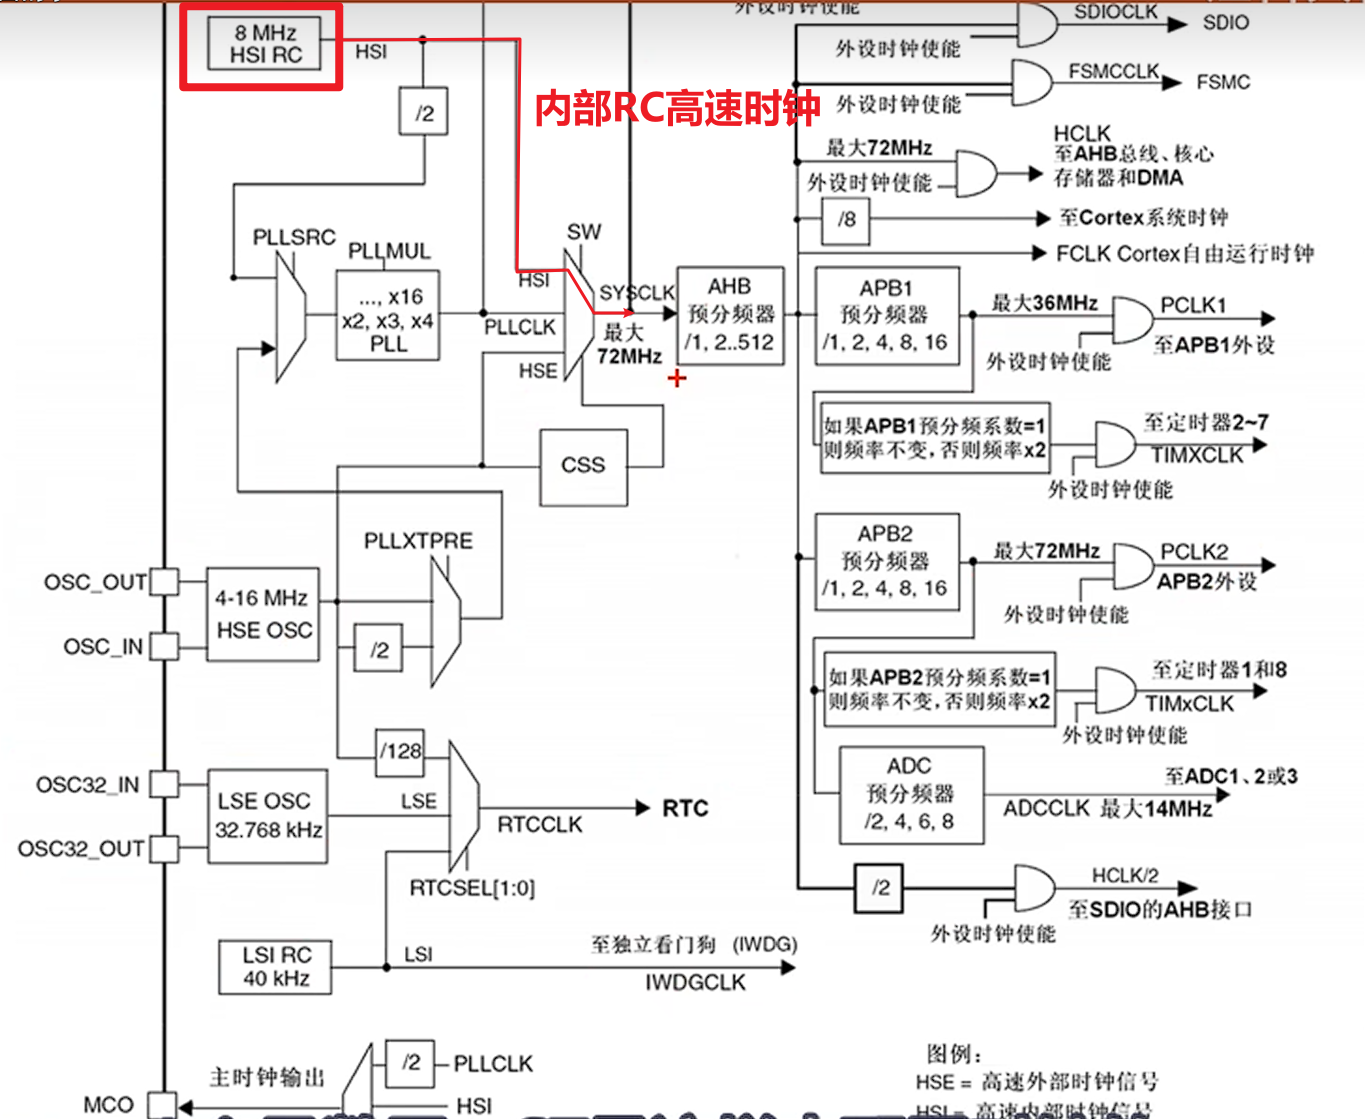 外设时钟使能
8 MHz
HSI RC
HSI
/2
内部RC高速时钟
SDIOCLK
SDIO
外设时钟使能
FSMCCLK
FSMC
外设时钟使能
最大72MHz
外设时钟使能
HCLK
至AHB总线、核心
存储器和DMA
/8
至Cortex系统时钟
FCLK Cortex自由运行时钟
PLLSRC
PLLMUL
..., x16
x2, x3, x4
PLL
SW
HSI
PLLCLK
HSE
SYSCLK
最大
72MHz
AHB
预分频器
/1, 2..512
APB1
预分频器
/1, 2, 4, 8, 16
最大36MHz
PCLK1
至APB1外设
外设时钟使能
如果APB1预分频系数=1
则频率不变,否则频率x2
至定时器2~7
TIMXCLK
外设时钟使能
CSS
PLLXTPRE
OSC_OUT
OSC_IN
4-16 MHz
HSE OSC
/2
APB2
预分频器
/1, 2, 4, 8, 16
最大72MHz
PCLK2
APB2外设
外设时钟使能
如果APB2预分频系数=1
则频率不变,否则频率x2
至定时器1和8
TIMxCLK
外设时钟使能
/128
OSC32_IN
OSC32_OUT
LSE OSC
32.768 kHz
LSE
RTCCLK
RTC
RTCSEL[1:0]
ADC
预分频器
/2, 4, 6, 8
至ADC1、2或3
ADCCLK 最大14MHz
/2
HCLK/2
至SDIO的AHB接口
外设时钟使能
LSI RC
40 kHz
LSI
至独立看门狗 (IWDG)
IWDGCLK
主时钟输出
MCO
/2
PLLCLK
HSI
图例:
HSE = 高速外部时钟信号
HSI = 高速内部时钟信号